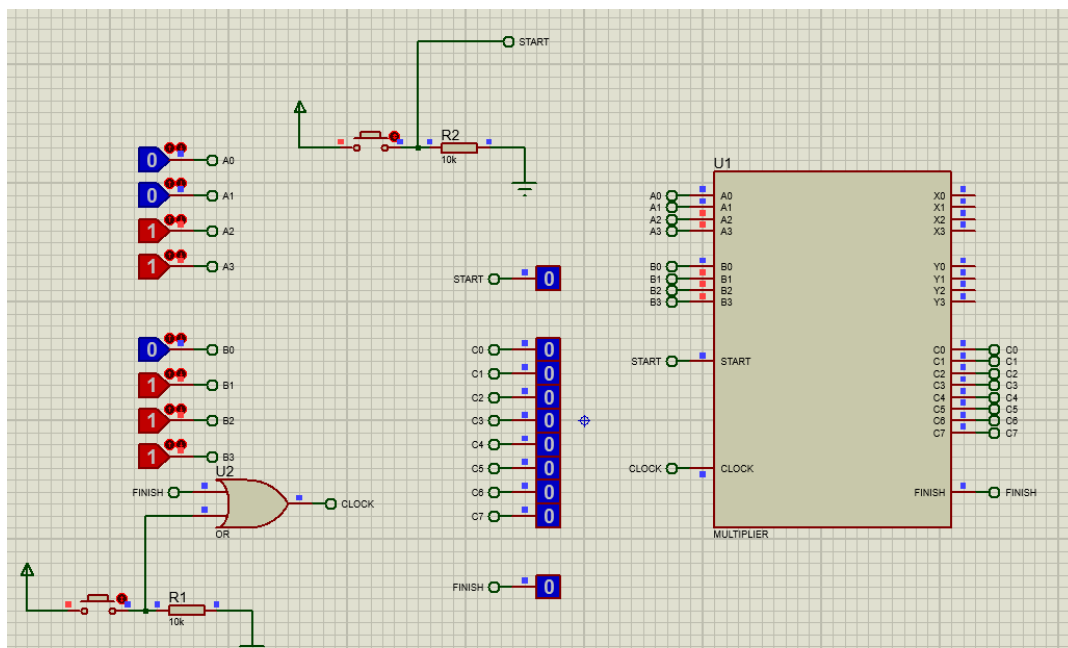 START
R2
10k
0 A0
0 A1
1 A2
1 A3
START 0
0 B0
1 B1
1 B2
1 B3
U2
FINISH
CLOCK
OR
R1
10k
C0 0
C1 0
C2 0
C3 0
C4 0
C5 0
C6 0
C7 0
FINISH 0
U1
A0 A0 X0
A1 A1 X1
A2 A2 X2
A3 A3 X3
B0 B0 Y0
B1 B1 Y1
B2 B2 Y2
B3 B3 Y3
C0 C0
START START C1 C1
C2 C2
C3 C3
C4 C4
C5 C5
C6 C6
C7 C7
CLOCK CLOCK
FINISH FINISH
MULTIPLIER